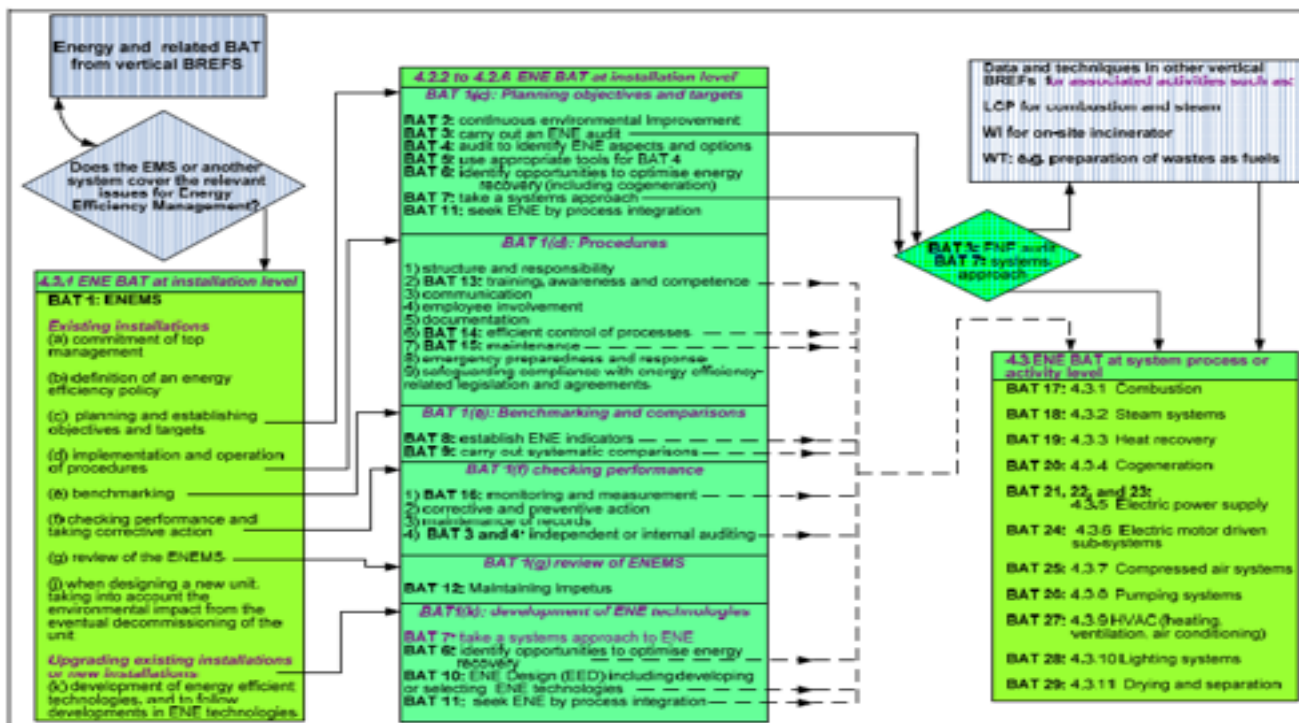 Energy and related BAT
from vertical BREFS
Does the EMS or another
system cover the relevant
issues for Energy
Efficiency Management?
4.3.1 ENE BAT at installation level
BAT 1: ENEMS
Existing installations
(a) commitment of top
management
(b) definition of an energy
efficiency policy
(c) planning and establishing
objectives and targets
(d) implementation and operation
of procedures
(e) benchmarking
(f) checking performance and
taking corrective action
(g) review of the ENEMS
(j) when designing a new unit,
taking into account the
environmental impact from the
eventual decommissioning of the
unit
Upgrading existing installations
or new installations
(k) development of energy efficient
technologies, and to follow
developments in ENE technologies.
4.2.2 to 4.2.8 ENE BAT at installation level
BAT 1(c): Planning objectives and targets
BAT 2: continuous environmental improvement
BAT 3: carry out an ENE audit
BAT 4: audit to identify ENE aspects and options
BAT 5: use appropriate tools for BAT 4
BAT 6: identify opportunities to optimise energy
recovery (including cogeneration)
BAT 7: take a systems approach
BAT 11: seek ENE by process integration
BAT 1(d): Procedures
1) structure and responsibility
2) BAT 13: training, awareness and competence
3) communication
4) employee involvement
5) documentation
6) BAT 14: efficient control of processes
7) BAT 15: maintenance
8) emergency preparedness and response
9) safeguarding compliance with energy efficiency-
related legislation and agreements.
BAT 1(e): Benchmarking and comparisons
BAT 8: establish ENE indicators
BAT 9: carry out systematic comparisons
BAT 1(f) checking performance
1) BAT 16: monitoring and measurement
2) corrective and preventive action
3) maintenance of records
4) BAT 3 and 4* independent or internal auditing
BAT 1(g) review of ENEMS
BAT 12: Maintaining Impetus
BAT1(k): development of ENE technologies
BAT 7* take a systems approach to ENE
BAT 6: identify opportunities to optimise energy
recovery
BAT 10: ENE Design (EED) including developing
or selecting ENE technologies
BAT 11: seek ENE by process integration
Data and techniques in other vertical
BREFs for associated activities such as:
LCP for combustion and steam
WI for on-site incinerator
WT: e.g. preparation of wastes as fuels
BAT 3: ENE audit
BAT 7: systems
approach
4.3 ENE BAT at system process or
activity level
BAT 17: 4.3.1 Combustion
BAT 18: 4.3.2 Steam systems
BAT 19: 4.3.3 Heat recovery
BAT 20: 4.3.4 Cogeneration
BAT 21, 22, and 23:
4.3.5 Electric power supply
BAT 24: 4.3.6 Electric motor driven
sub-systems
BAT 25: 4.3.7 Compressed air systems
BAT 26: 4.3.8 Pumping systems
BAT 27: 4.3.9 HVAC (heating,
ventilation, air conditioning)
BAT 28: 4.3.10 Lighting systems
BAT 29: 4.3.11 Drying and separation